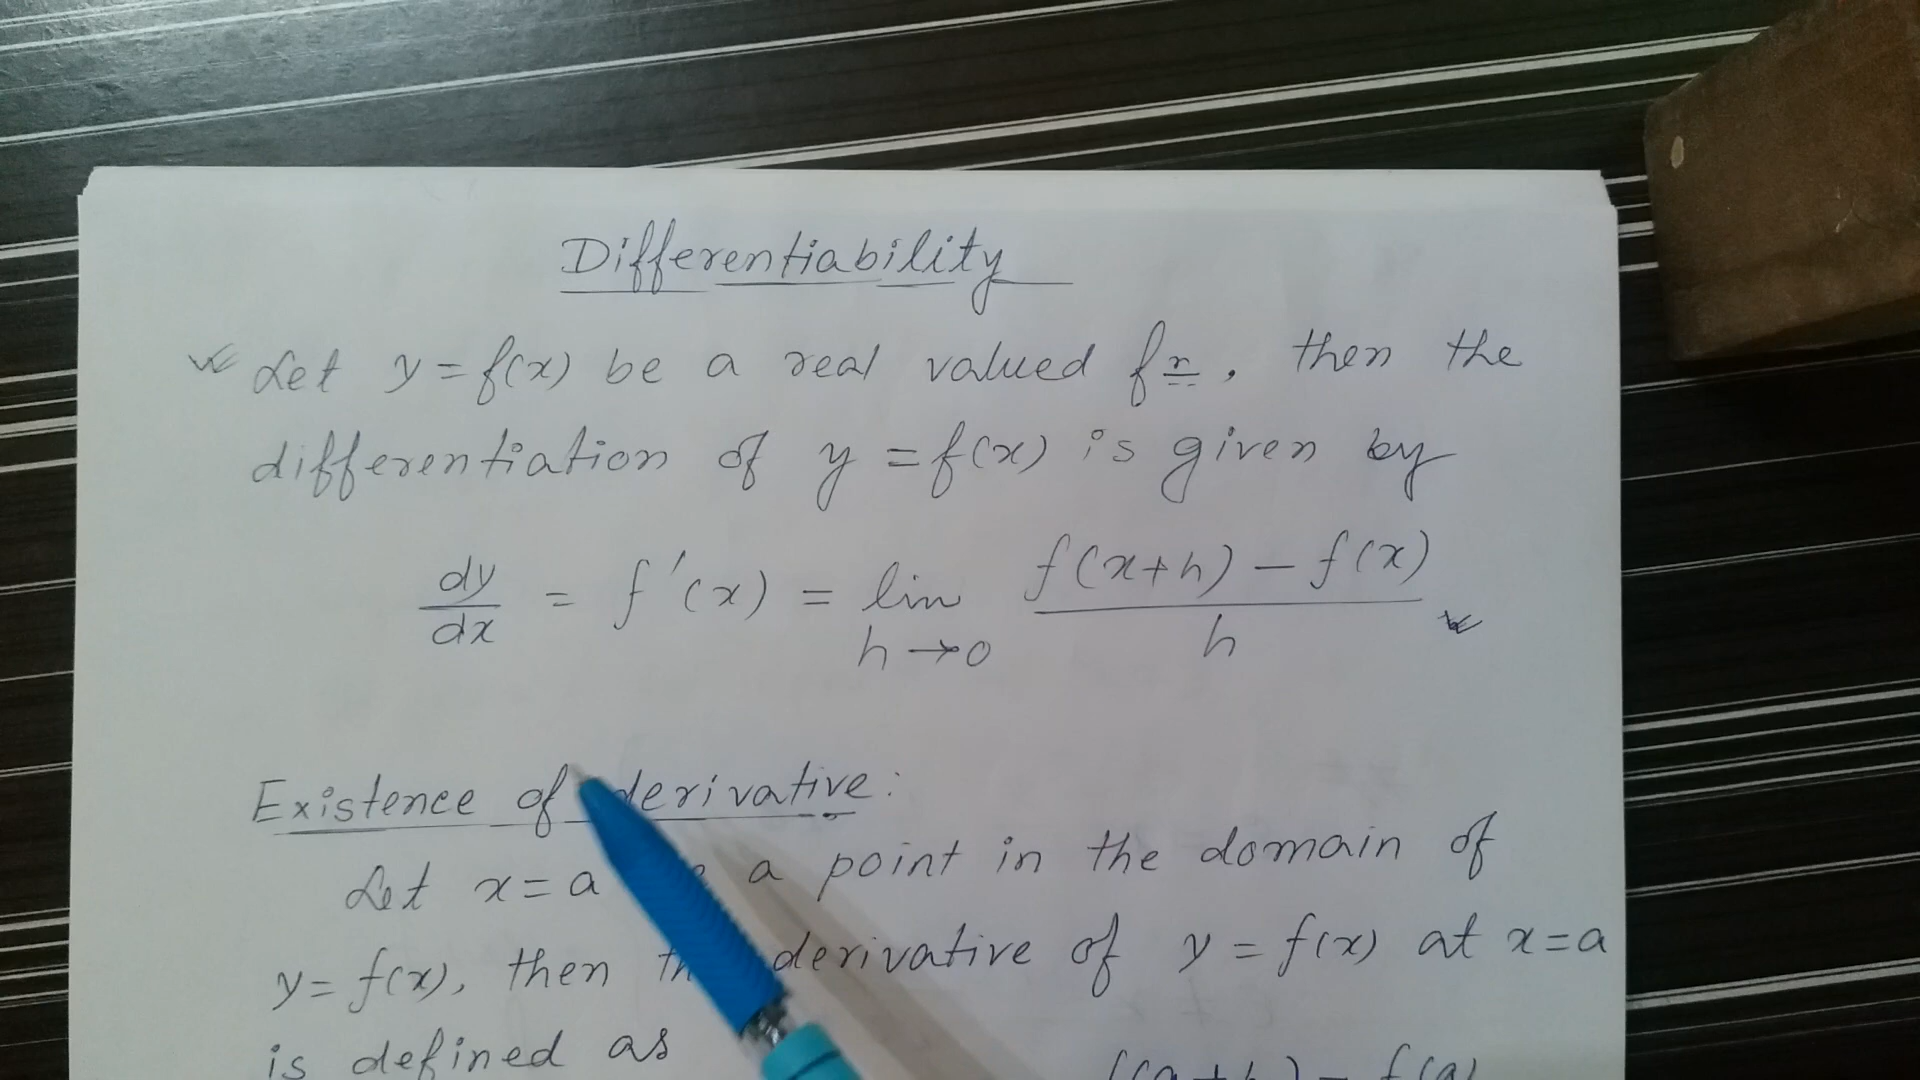 Differentiability
Let y = f(x) be a real valued fn, then the
differentiation of y = f(x) is given by
dy/dx = f'(x) = lim h→0 f(x+h) - f(x) / h
Existence of derivative:
Let x = a a point in the domain of
y = f(x), then derivative of y = f(x) at x = a
is defined as
f(a+h) - f(a)